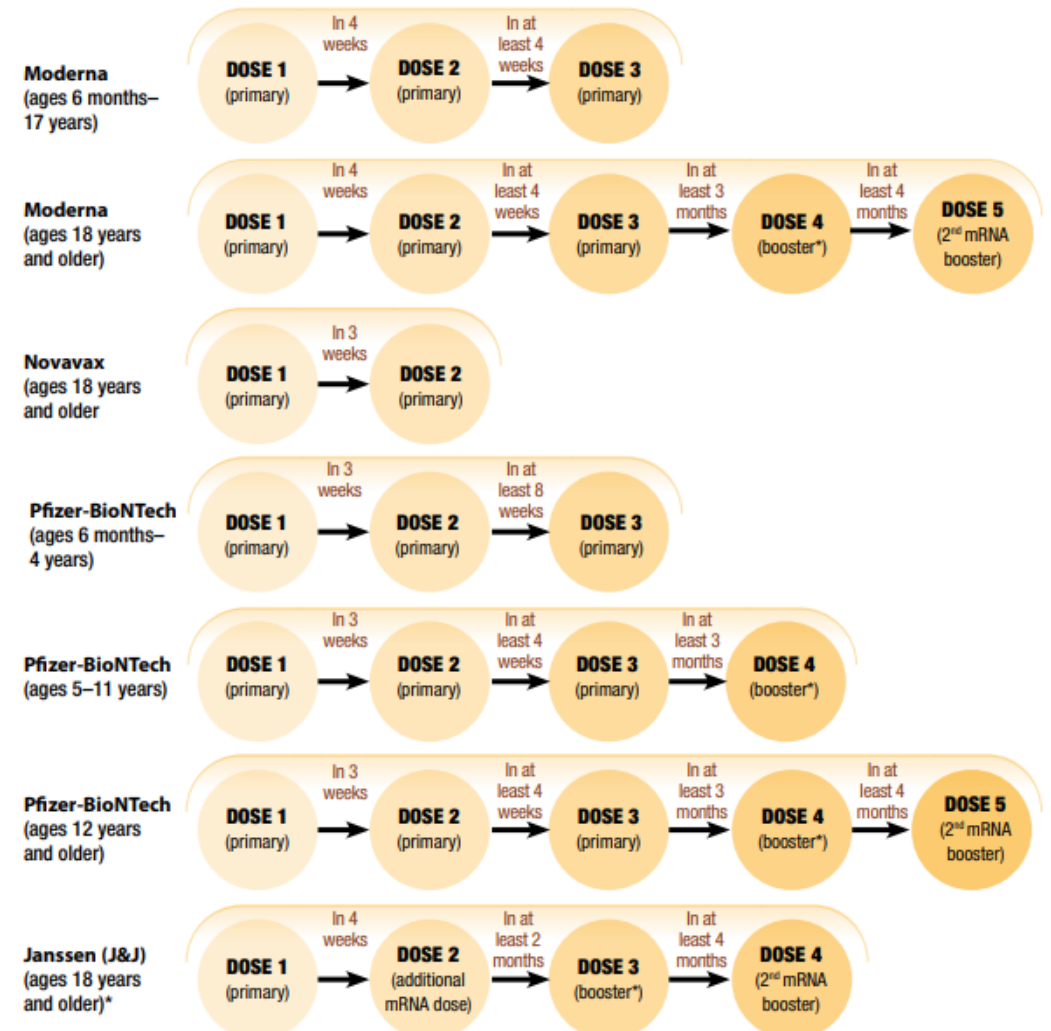 In 4
weeks
In at
least 4
weeks
Moderna
(ages 6 months–
17 years)
DOSE 1
(primary)
DOSE 2
(primary)
DOSE 3
(primary)
In 4
weeks
In at
least 4
weeks
In at
least 3
months
In at
least 4
months
Moderna
(ages 18 years
and older)
DOSE 1
(primary)
DOSE 2
(primary)
DOSE 3
(primary)
DOSE 4
(booster*)
DOSE 5
(2nd mRNA
booster)
In 3
weeks
Novavax
(ages 18 years
and older
DOSE 1
(primary)
DOSE 2
(primary)
In 3
weeks
In at
least 8
weeks
Pfizer-BioNTech
(ages 6 months–
4 years)
DOSE 1
(primary)
DOSE 2
(primary)
DOSE 3
(primary)
In 3
weeks
In at
least 4
weeks
In at
least 3
months
Pfizer-BioNTech
(ages 5–11 years)
DOSE 1
(primary)
DOSE 2
(primary)
DOSE 3
(primary)
DOSE 4
(booster*)
In 3
weeks
In at
least 4
weeks
In at
least 3
months
In at
least 4
months
Pfizer-BioNTech
(ages 12 years
and older)
DOSE 1
(primary)
DOSE 2
(primary)
DOSE 3
(primary)
DOSE 4
(booster*)
DOSE 5
(2nd mRNA
booster)
In 4
weeks
In at
least 2
months
In at
least 4
months
Janssen (J&J)
(ages 18 years
and older)*
DOSE 1
(primary)
DOSE 2
(additional
mRNA dose)
DOSE 3
(booster*)
DOSE 4
(2nd mRNA
booster)